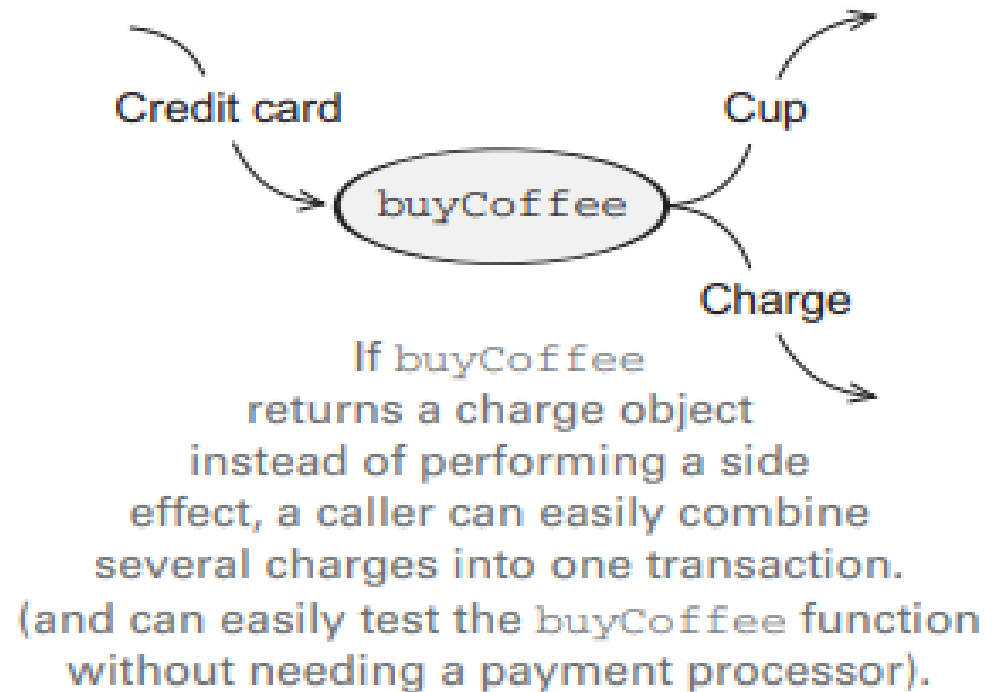 Credit card
Cup
buyCoffee
Charge
If buyCoffee
returns a charge object
instead of performing a side
effect, a caller can easily combine
several charges into one transaction.
(and can easily test the buyCoffee function
without needing a payment processor).